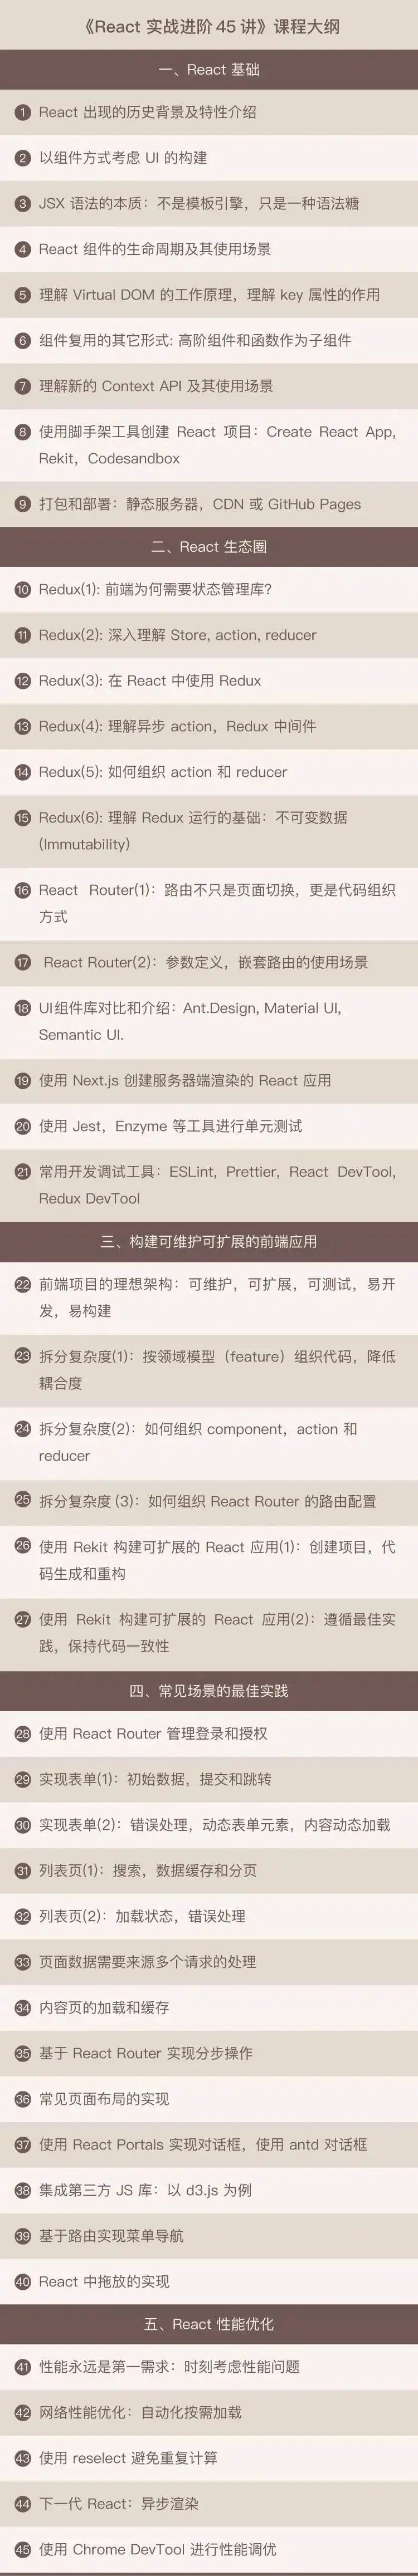 《React 实战进阶 45 讲》课程大纲
一、React 基础
1 React 出现的历史背景及特性介绍
2 以组件方式考虑 UI 的构建
3 JSX 语法的本质：不是模板引擎，只是一种语法糖
4 React 组件的生命周期及其使用场景
5 理解 Virtual DOM 的工作原理，理解 key 属性的作用
6 组件复用的其它形式: 高阶组件和函数作为子组件
7 理解新的 Context API 及其使用场景
8 使用脚手架工具创建 React 项目：Create React App,
Rekit，Codesandbox
9 打包和部署：静态服务器，CDN 或 GitHub Pages
二、React 生态圈
10 Redux(1): 前端为何需要状态管理库?
11 Redux(2): 深入理解 Store, action, reducer
12 Redux(3): 在 React 中使用 Redux
13 Redux(4): 理解异步 action，Redux 中间件
14 Redux(5): 如何组织 action 和 reducer
15 Redux(6): 理解 Redux 运行的基础：不可变数据
(Immutability)
16 React Router(1)：路由不只是页面切换，更是代码组织
方式
17 React Router(2)：参数定义，嵌套路由的使用场景
18 UI组件库对比和介绍：Ant.Design, Material UI,
Semantic UI.
19 使用 Next.js 创建服务器端渲染的 React 应用
20 使用 Jest，Enzyme 等工具进行单元测试
21 常用开发调试工具：ESLint, Prettier, React DevTool,
Redux DevTool
三、构建可维护可扩展的前端应用
22 前端项目的理想架构：可维护，可扩展，可测试，易开
发，易构建
23 拆分复杂度(1)：按领域模型（feature）组织代码，降低
耦合度
24 拆分复杂度(2)：如何组织 component，action 和
reducer
25 拆分复杂度 (3)：如何组织 React Router 的路由配置
26 使用 Rekit 构建可扩展的 React 应用(1)：创建项目，代
码生成和重构
27 使用 Rekit 构建可扩展的 React 应用(2)：遵循最佳实
践，保持代码一致性
四、常见场景的最佳实践
28 使用 React Router 管理登录和授权
29 实现表单(1)：初始数据，提交和跳转
30 实现表单(2)：错误处理，动态表单元素，内容动态加载
31 列表页(1)：搜索，数据缓存和分页
32 列表页(2)：加载状态，错误处理
33 页面数据需要来源多个请求的处理
34 内容页的加载和缓存
35 基于 React Router 实现分步操作
36 常见页面布局的实现
37 使用 React Portals 实现对话框，使用 antd 对话框
38 集成第三方 JS 库：以 d3.js 为例
39 基于路由实现菜单导航
40 React 中拖放的实现
五、React 性能优化
41 性能永远是第一需求：时刻考虑性能问题
42 网络性能优化：自动化按需加载
43 使用 reselect 避免重复计算
44 下一代 React：异步渲染
45 使用 Chrome DevTool 进行性能调优